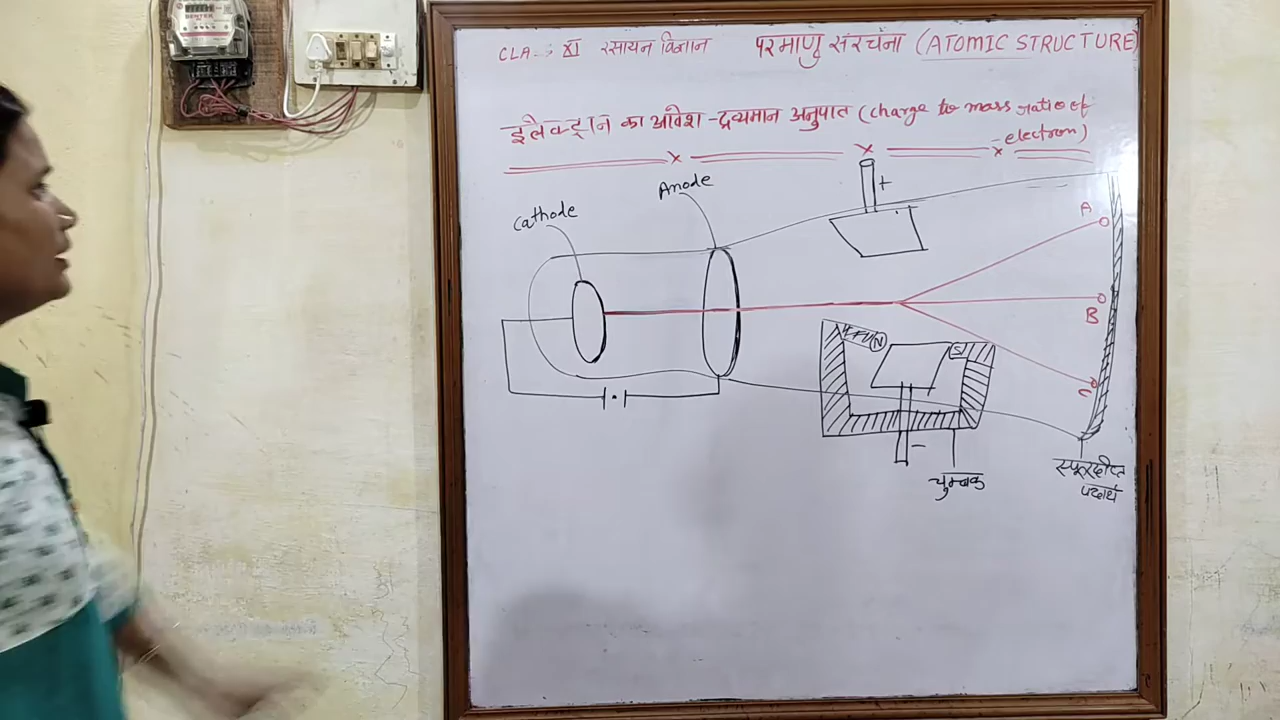 CLA XI रसायन विज्ञान परमाणु संरचना (ATOMIC STRUCTURE)
इलैक्ट्रान का आवेश-द्रव्यमान अनुपात (charge to mass ratio of
electron)
Anode
Cathode
+
A
B
C
N
S
-
चुम्बक
स्फूरदीप्त
पदार्थ